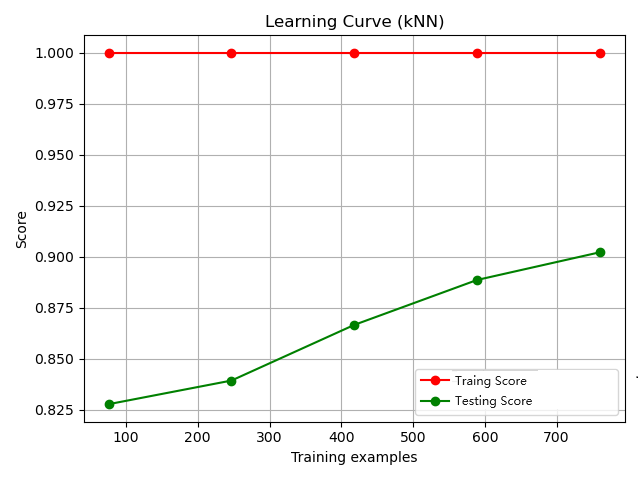 Learning Curve (kNN)
1.000
0.975
0.950
0.925
0.900
0.875
0.850
0.825
Score
Traing Score
Testing Score
100 200 300 400 500 600 700
Training examples